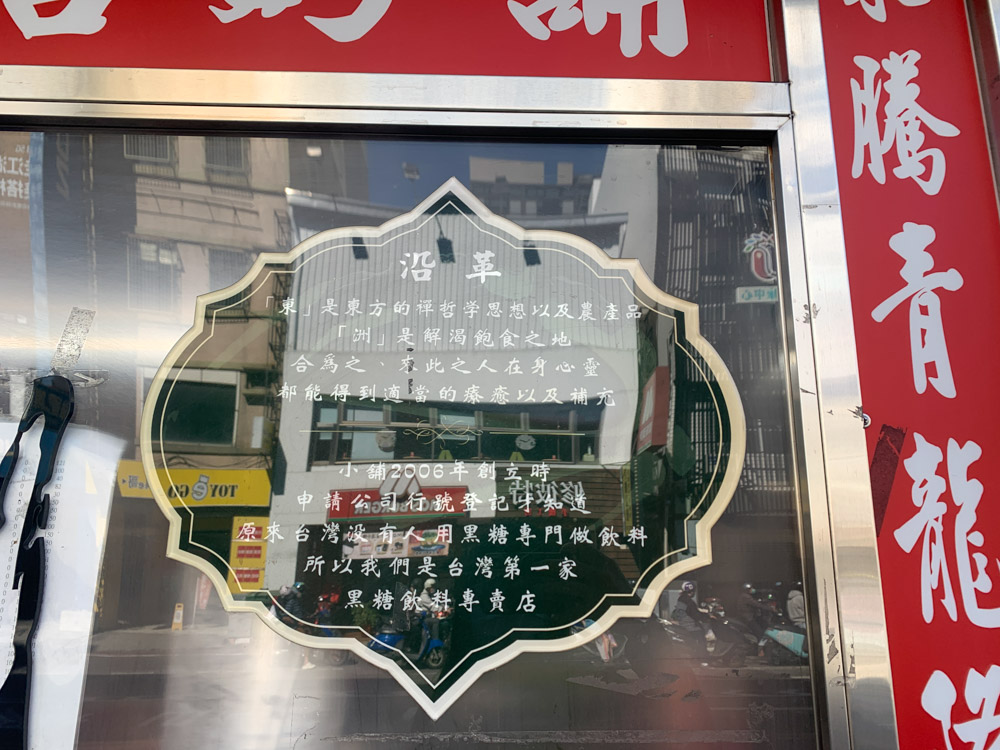 沿革
「東」是東方的禪哲学思想以及農產品
「洲」是解渴飽食之地
合爲之、來此之人在身心靈
都能得到適當的療癒以及補充
小舖2006年創立時
申請公司行號登記才知道
原來台灣没有人用黑糖專門做飲料
所以我們是台灣第一家
黑糖飲料專賣店
騰青龍
TOYⓔGO